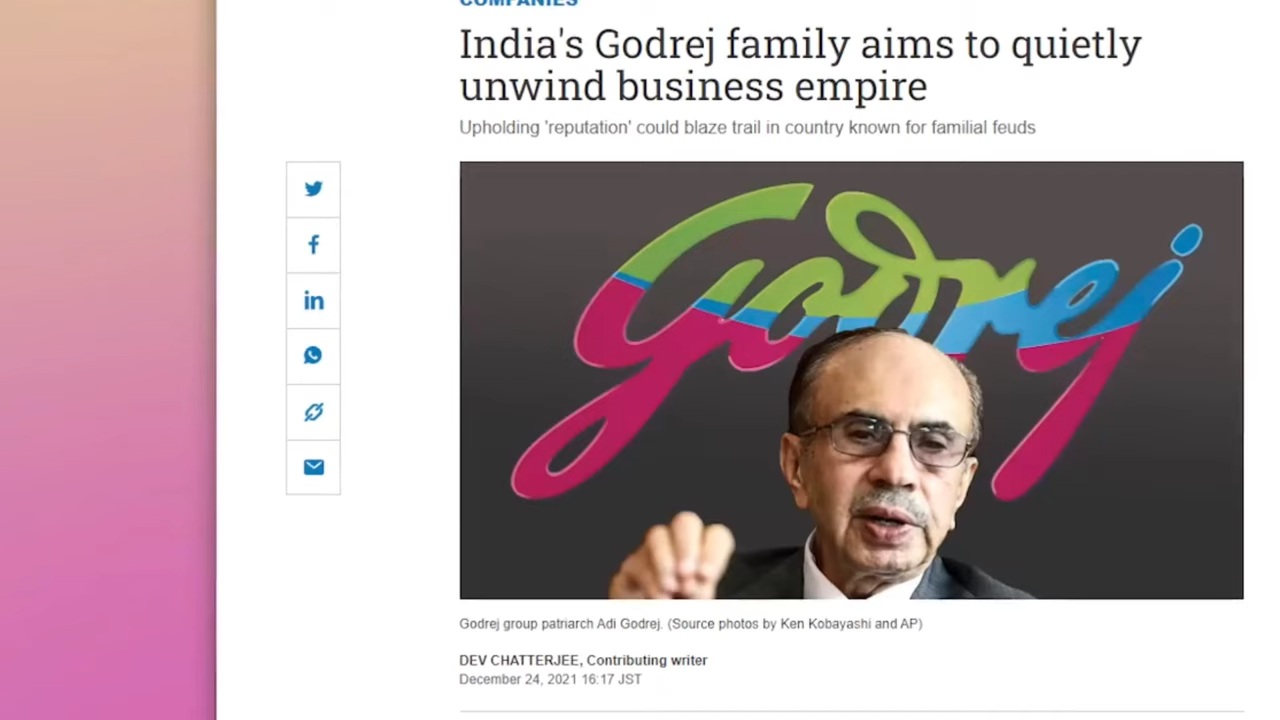 COMPANIES
India's Godrej family aims to quietly
unwind business empire
Upholding 'reputation' could blaze trail in country known for familial feuds
Godrej
Godrej group patriarch Adi Godrej. (Source photos by Ken Kobayashi and AP)
DEV CHATTERJEE, Contributing writer
December 24, 2021 16:17 JST